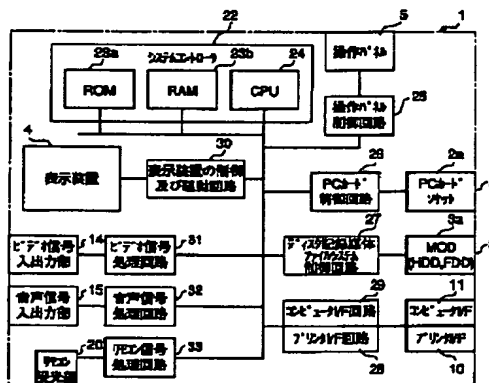 22
5
1
23a
システムコントローラ
23b
24
操作パネル
ROM
RAM
CPU
25
操作パネル
制御回路
4
30
26
2a
表示装置
表示装置の制御
及び駆動回路
PCカード
制御回路
PCカード
ソケット
14
31
27
3a
ビデオ信号
入出力部
ビデオ信号
処理回路
ディスク記録媒体
ファイルシステム
制御回路
MOD
(HDD,FDD)
15
32
29
11
音声信号
入出力部
音声信号
処理回路
コンピュータI/F回路
コンピュータI/F
プリンタI/F回路
プリンタI/F
20
33
28
10
リモコン
受光部
リモコン信号
処理回路